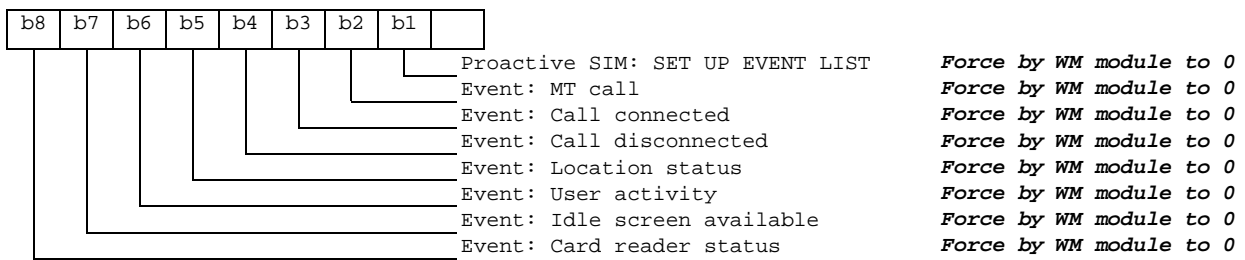 b8 b7 b6 b5 b4 b3 b2 b1
Proactive SIM: SET UP EVENT LIST Force by WM module to 0
Event: MT call Force by WM module to 0
Event: Call connected Force by WM module to 0
Event: Call disconnected Force by WM module to 0
Event: Location status Force by WM module to 0
Event: User activity Force by WM module to 0
Event: Idle screen available Force by WM module to 0
Event: Card reader status Force by WM module to 0